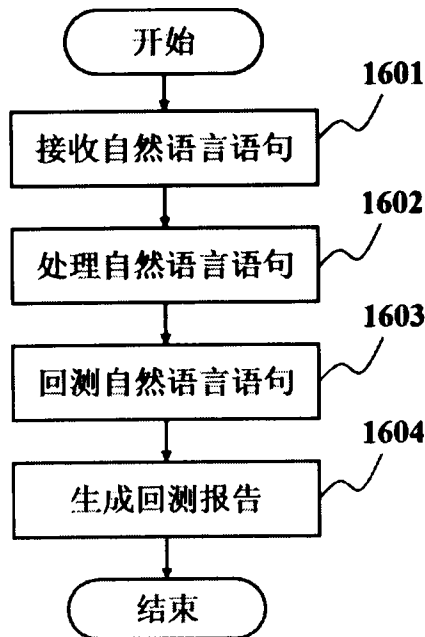 开始
1601
接收自然语言语句
1602
处理自然语言语句
1603
回测自然语言语句
1604
生成回测报告
结束